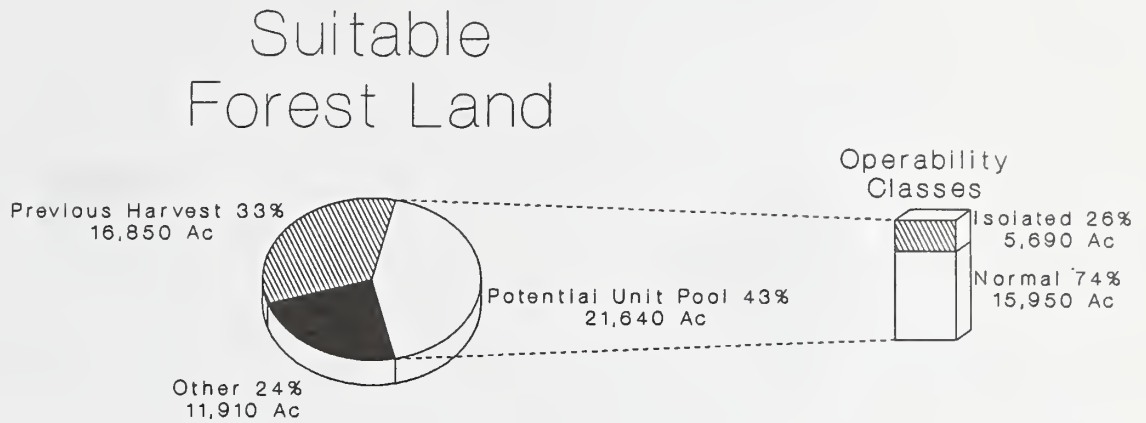 Suitable
Forest Land
Operability
Classes
Previous Harvest 33%
16,850 Ac
Isolated 26%
5,690 Ac
Potential Unit Pool 43%
21,640 Ac
Normal 74%
15,950 Ac
Other 24%
11,910 Ac